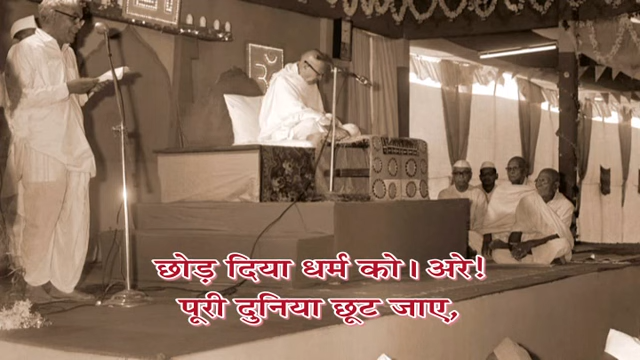 छोड़ दिया धर्म को। अरे!
पूरी दुनिया छूट जाए,